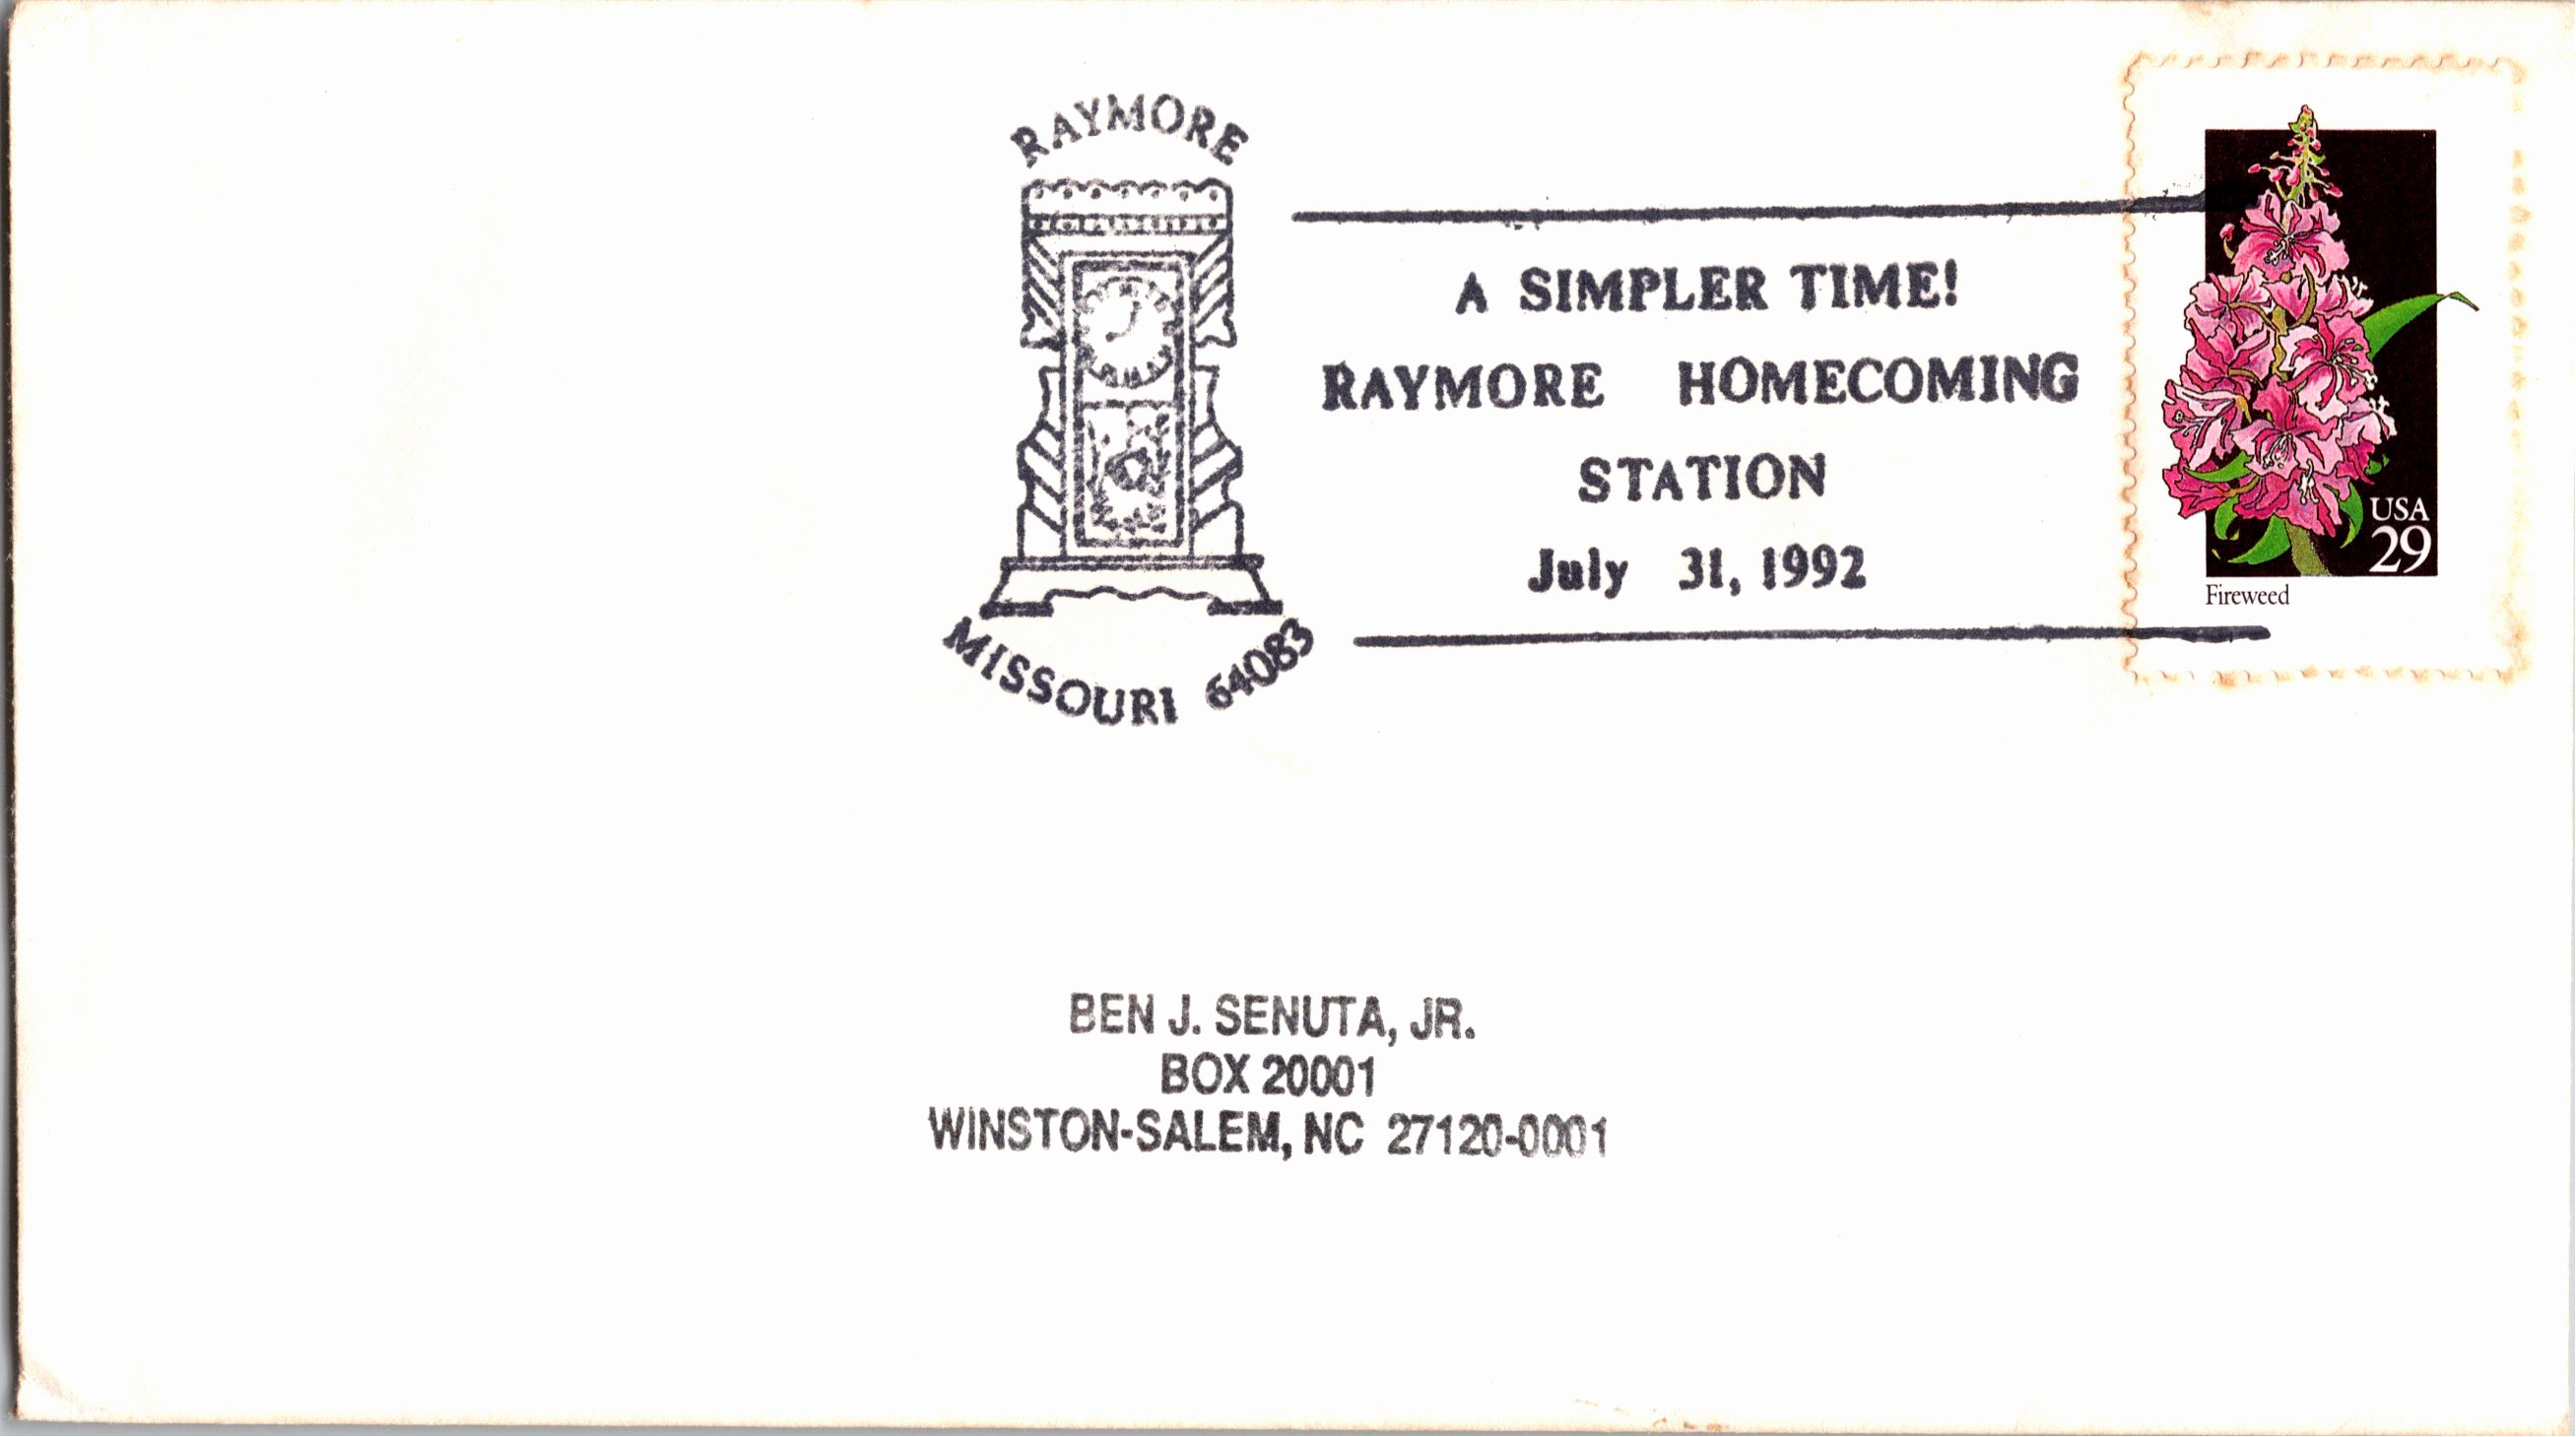 RAYMORE
MISSOURI 64083
A SIMPLER TIME!
RAYMORE HOMECOMING
STATION
July 31, 1992
USA
29
Fireweed
BEN J. SENUTA, JR.
BOX 20001
WINSTON-SALEM, NC 27120-0001